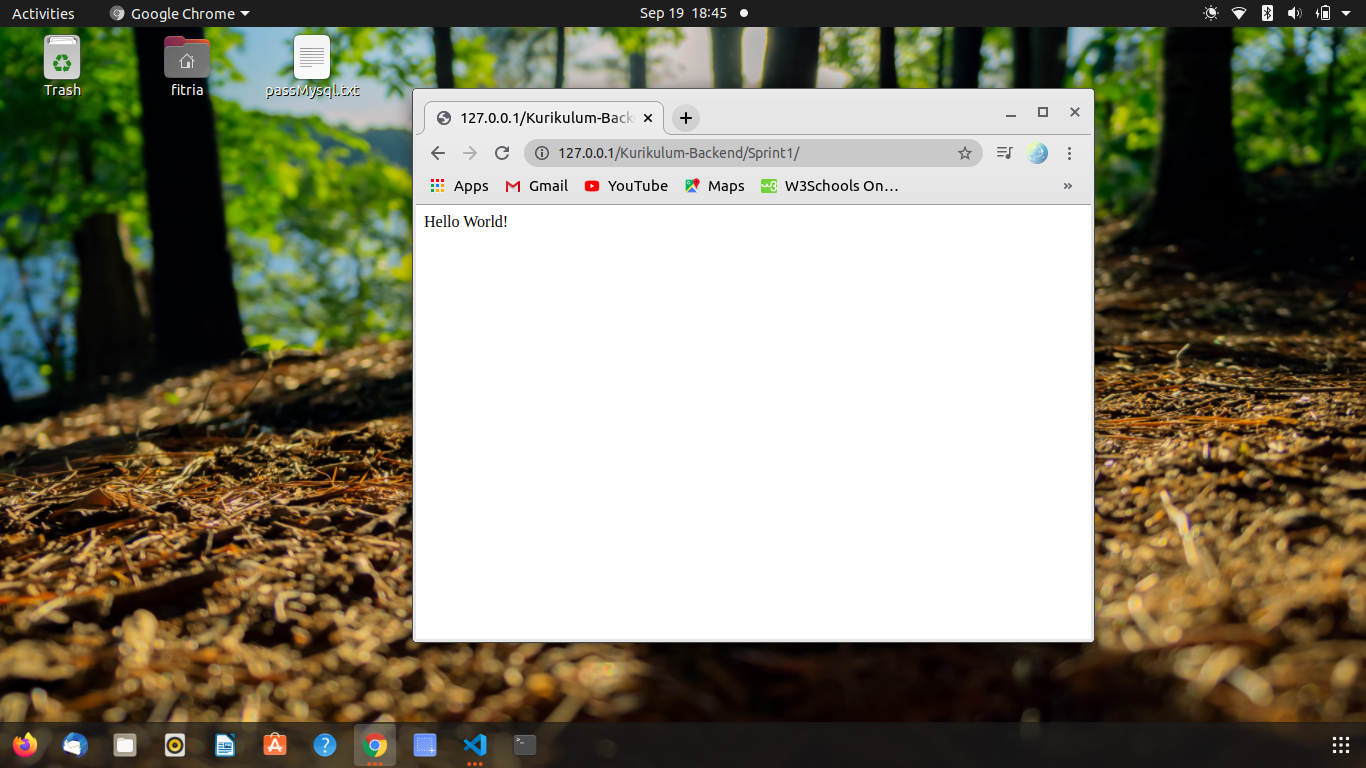 Activities
Google Chrome
Sep 19 18:45
Trash
fitria
passMysql.txt
127.0.0.1/Kurikulum-Back
127.0.0.1/Kurikulum-Backend/Sprint1/
Apps
Gmail
YouTube
Maps
W3Schools On...
»
Hello World!